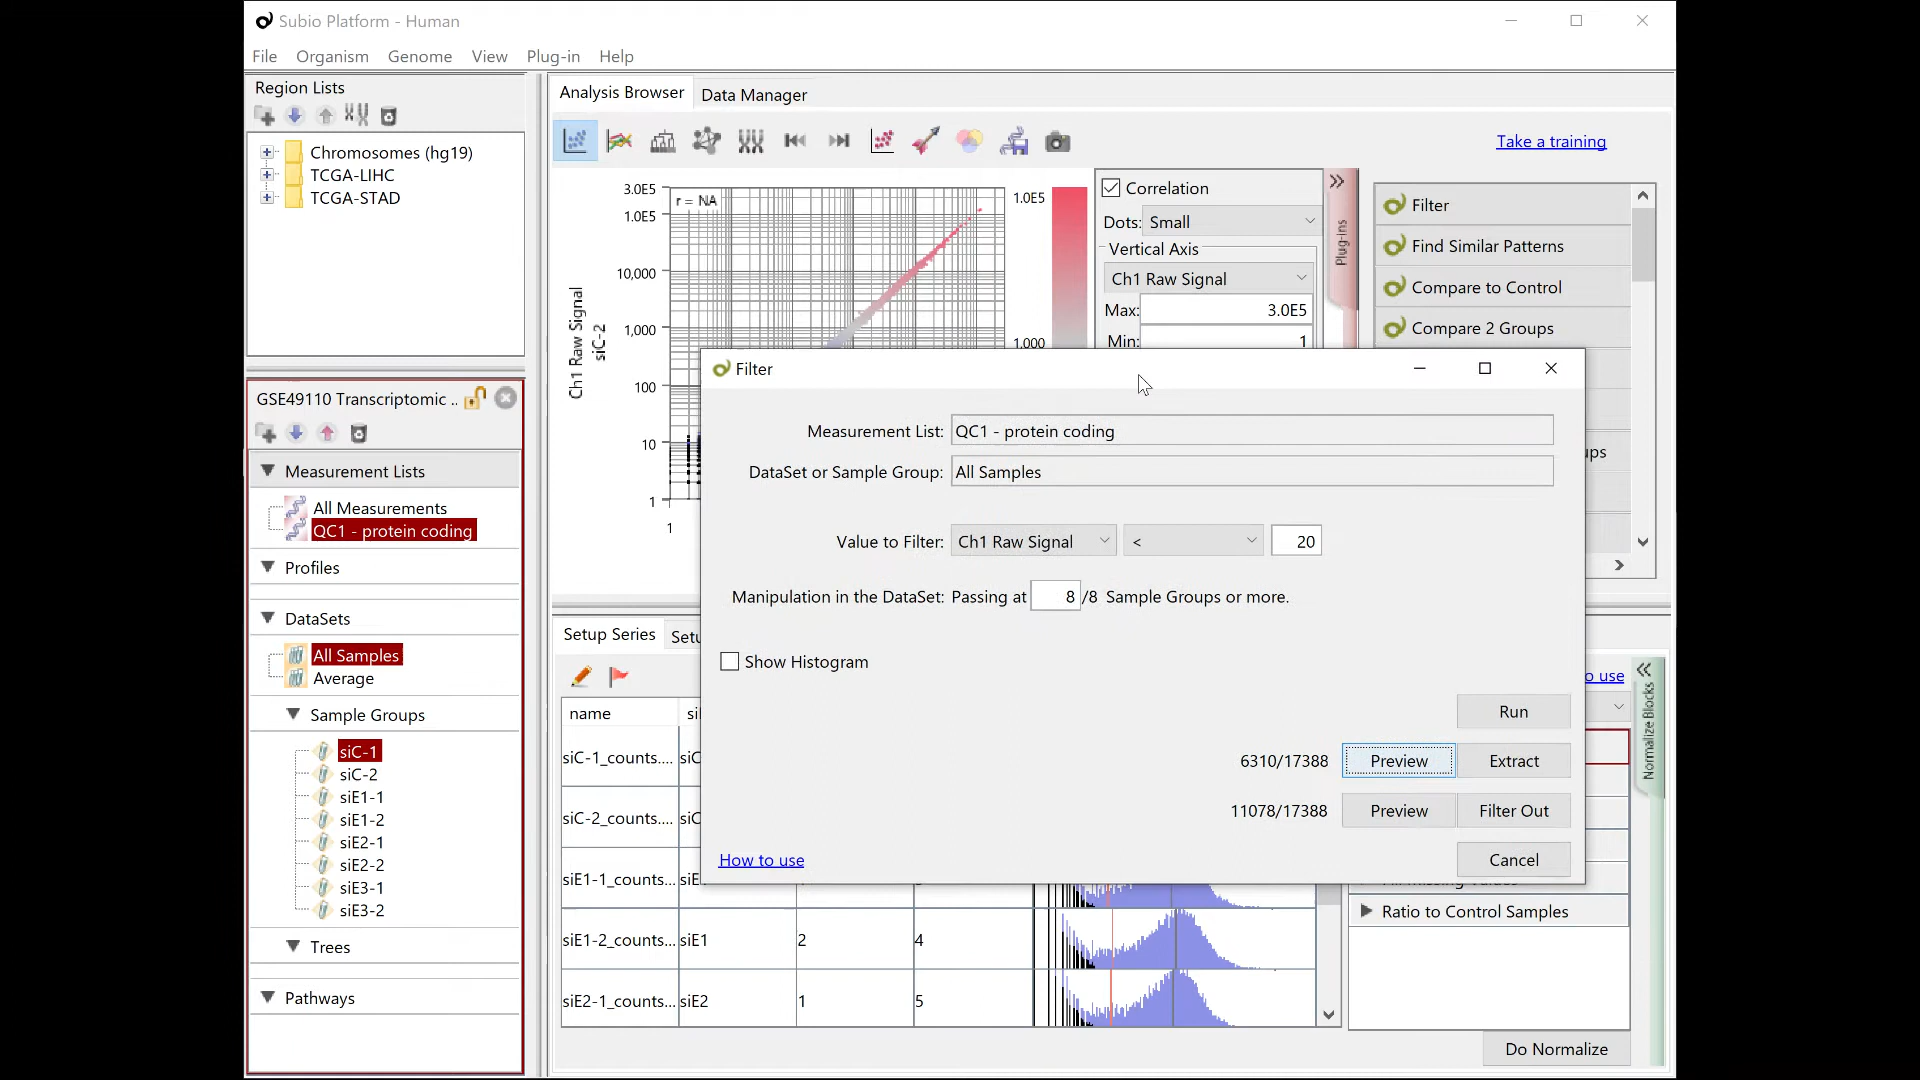 Subio Platform - Human
File Organism Genome View Plug-in Help
Region Lists
Chromosomes (hg19)
TCGA-LIHC
TCGA-STAD
GSE49110 Transcriptomic ..
Measurement Lists
All Measurements
QC1 - protein coding
Profiles
DataSets
All Samples
Average
Sample Groups
siC-1
siC-2
siE1-1
siE1-2
siE2-1
siE2-2
siE3-1
siE3-2
Trees
Pathways
Analysis Browser
Data Manager
Take a training
r = NA
3.0E5
1.0E5
10,000
1,000
100
10
1
1
Ch1 Raw Signal
siC-2
1.0E5
1,000
Correlation
Dots: Small
Vertical Axis
Ch1 Raw Signal
Max: 3.0E5
Min: 1
Plug-ins
Filter
Find Similar Patterns
Compare to Control
Compare 2 Groups
ups
Filter
Measurement List: QC1 - protein coding
DataSet or Sample Group: All Samples
Value to Filter: Ch1 Raw Signal < 20
Manipulation in the DataSet: Passing at 8 /8 Sample Groups or more.
Show Histogram
Run
6310/17388 Preview Extract
11078/17388 Preview Filter Out
How to use
Cancel
Setup Series
Setu
o use
name
siC-1_counts.... siC
siC-2_counts.... siC
siE1-1_counts...
siE1-2_counts... siE1 2 4
siE2-1_counts... siE2 1 5
Normalize Blocks
Ratio to Control Samples
Do Normalize